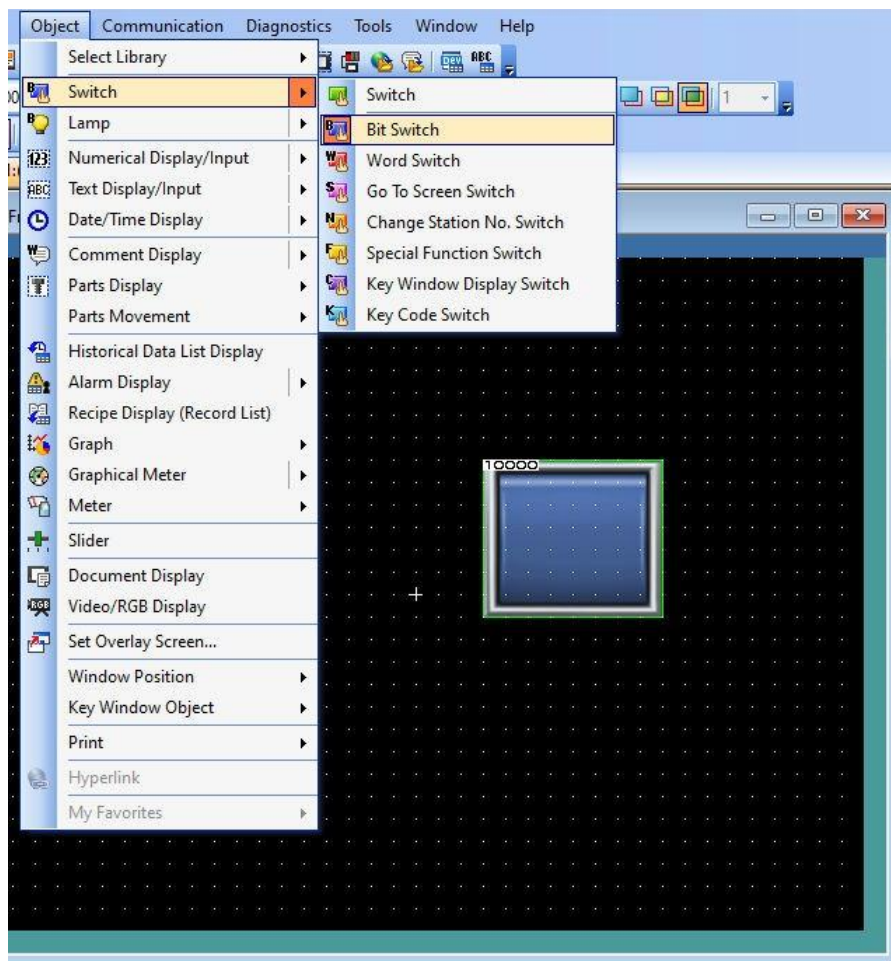 Object Communication Diagnostics Tools Window Help
Select Library
Switch
Lamp
Numerical Display/Input
Text Display/Input
Date/Time Display
Comment Display
Parts Display
Parts Movement
Historical Data List Display
Alarm Display
Recipe Display (Record List)
Graph
Graphical Meter
Meter
Slider
Document Display
Video/RGB Display
Set Overlay Screen...
Window Position
Key Window Object
Print
Hyperlink
My Favorites
Switch
Bit Switch
Word Switch
Go To Screen Switch
Change Station No. Switch
Special Function Switch
Key Window Display Switch
Key Code Switch
1
10000